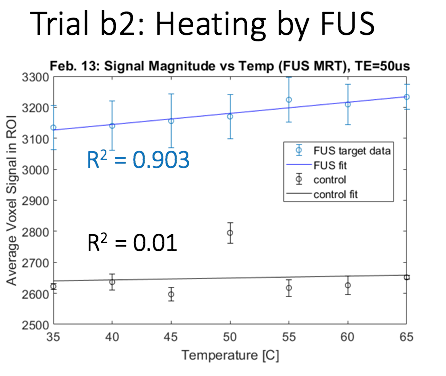 Trial b2: Heating by FUS
Feb. 13: Signal Magnitude vs Temp (FUS MRT), TE=50us
Average Voxel Signal in ROI
3300
3200
3100
3000
2900
2800
2700
2600
2500
R² = 0.903
R² = 0.01
FUS target data
FUS fit
control
control fit
35 40 45 50 55 60 65
Temperature [C]